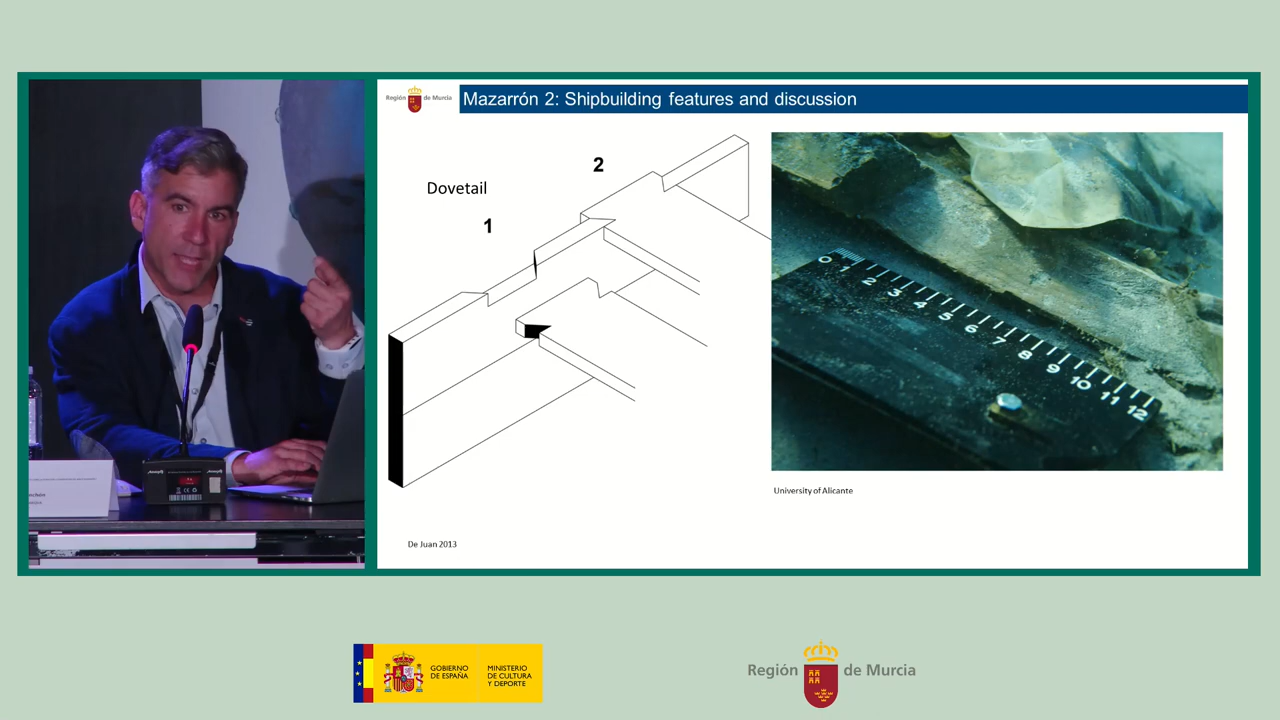 Región de Murcia
Mazarrón 2: Shipbuilding features and discussion
Dovetail
2
1
0 1 2 3 4 5 6 7 8 9 10 11 12
University of Alicante
De Juan 2013
GOBIERNO
DE ESPAÑA
MINISTERIO
DE CULTURA
Y DEPORTE
Región de Murcia